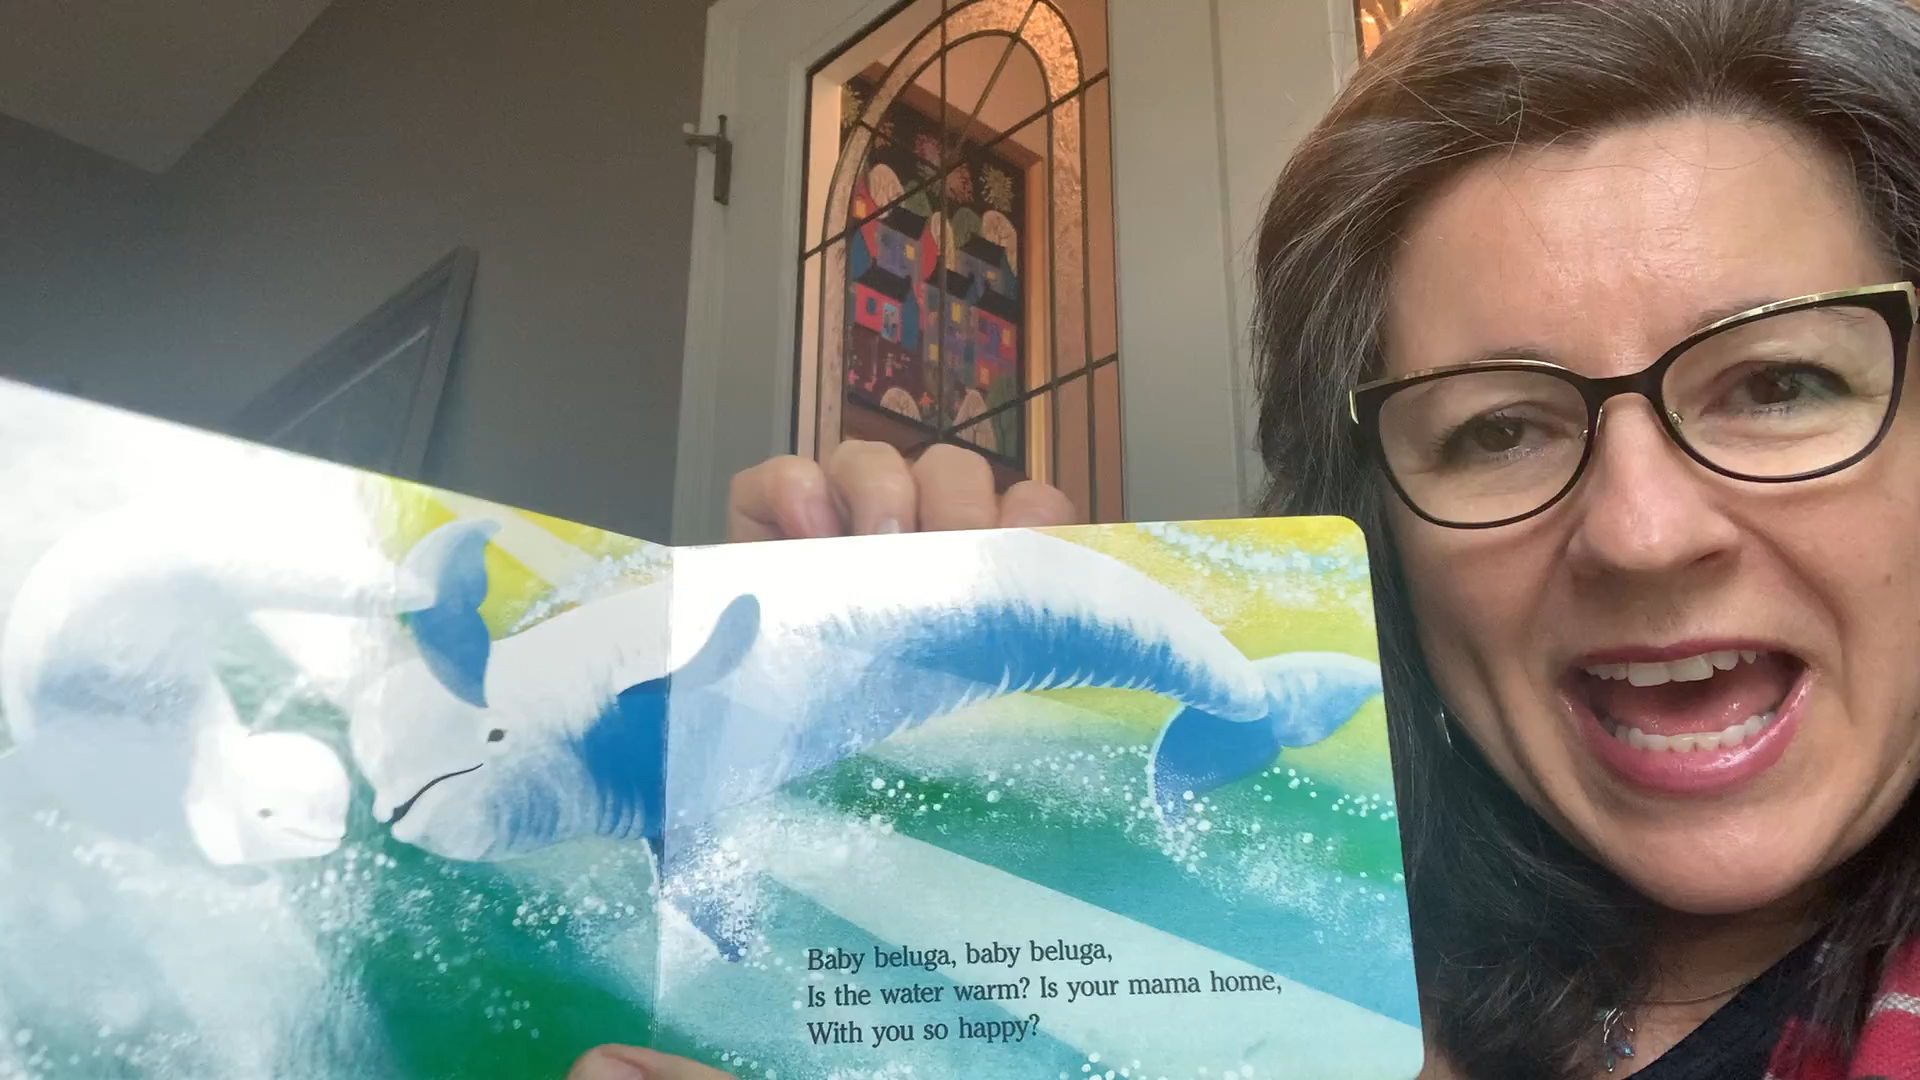 Baby beluga, baby beluga,
Is the water warm? Is your mama home,
With you so happy?